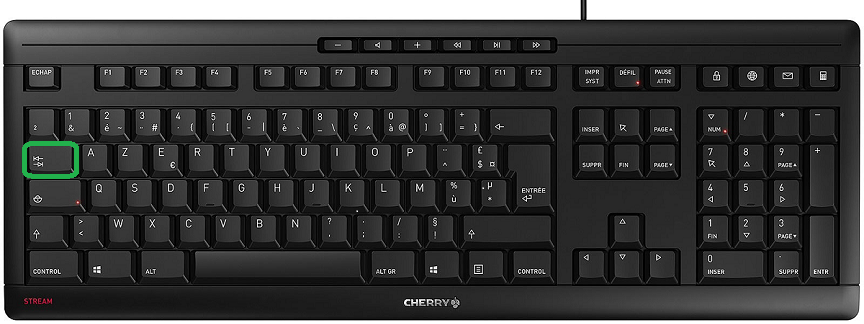 ECHAP F1 F2 F3 F4 F5 F6 F7 F8 F9 F10 F11 F12 IMPR SYST DÉFIL PAUSE ATTN
² 1 & 2 é ~ 3 " # 4 ' { 5 ( [ 6 - | 7 è ` 8 _ \ 9 ç ^ 0 à @ ° ) ] + = } INSER PAGE▲ NUM / * -
A Z E € R T Y U I O P ¨ ^ £ $ ¤ SUPPR FIN PAGE▼ 7 8 9 PAGE▲ +
Q S D F G H J K L M % ù µ * ENTRÉE 4 5 6
> < W X C V B N ? , . ; / : § ! 1 FIN 2 3 PAGE▼
CONTROL ALT ALT GR CONTROL 0 INSER . SUPPR ENTR
STREAM CHERRY